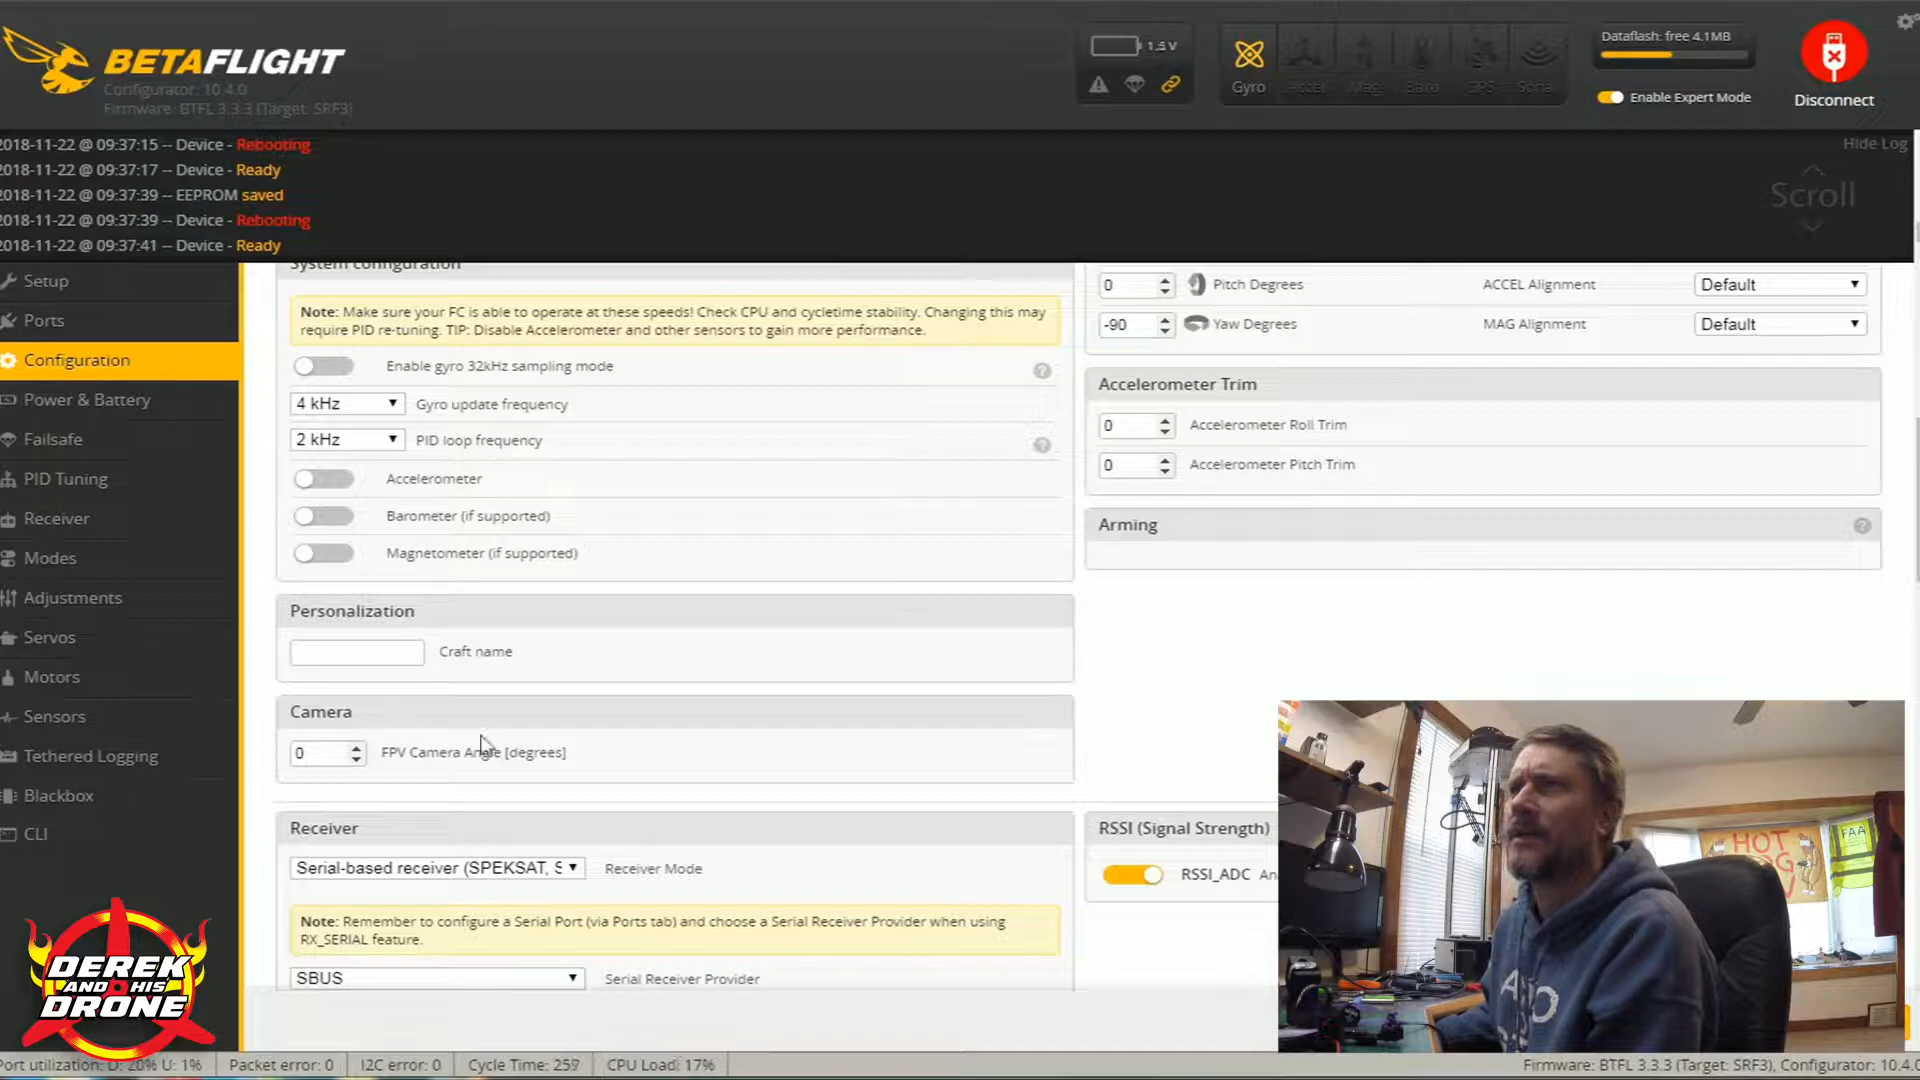 BETAFLIGHT
Configurator: 10.4.0
Firmware: BTFL 3.3.3 (Target: SRF3)
1.5 V
Gyro
Accel
Mag
Baro
GPS
Sonar
Dataflash: free 4.1MB
Enable Expert Mode
Disconnect
2018-11-22 @ 09:37:15 -- Device - Rebooting
2018-11-22 @ 09:37:17 -- Device - Ready
2018-11-22 @ 09:37:39 -- EEPROM saved
2018-11-22 @ 09:37:39 -- Device - Rebooting
2018-11-22 @ 09:37:41 -- Device - Ready
Hide Log
Scroll
Setup
Ports
Configuration
Power & Battery
Failsafe
PID Tuning
Receiver
Modes
Adjustments
Servos
Motors
Sensors
Tethered Logging
Blackbox
CLI
System configuration
Note: Make sure your FC is able to operate at these speeds! Check CPU and cycletime stability. Changing this may
require PID re-tuning. TIP: Disable Accelerometer and other sensors to gain more performance.
Enable gyro 32kHz sampling mode
4 kHz Gyro update frequency
2 kHz PID loop frequency
Accelerometer
Barometer (if supported)
Magnetometer (if supported)
Personalization
Craft name
Camera
0 FPV Camera Angle [degrees]
Receiver
Serial-based receiver (SPEKSAT, S Receiver Mode
Note: Remember to configure a Serial Port (via Ports tab) and choose a Serial Receiver Provider when using
RX_SERIAL feature.
SBUS Serial Receiver Provider
0 Pitch Degrees ACCEL Alignment Default
-90 Yaw Degrees MAG Alignment Default
Accelerometer Trim
0 Accelerometer Roll Trim
0 Accelerometer Pitch Trim
Arming
RSSI (Signal Strength)
RSSI_ADC An
HOT
FAA
DEREK
AND HIS
DRONE
Port utilization: D: 20% U: 1%
Packet error: 0
I2C error: 0
Cycle Time: 259
CPU Load: 17%
Firmware: BTFL 3.3.3 (Target: SRF3), Configurator: 10.4.0